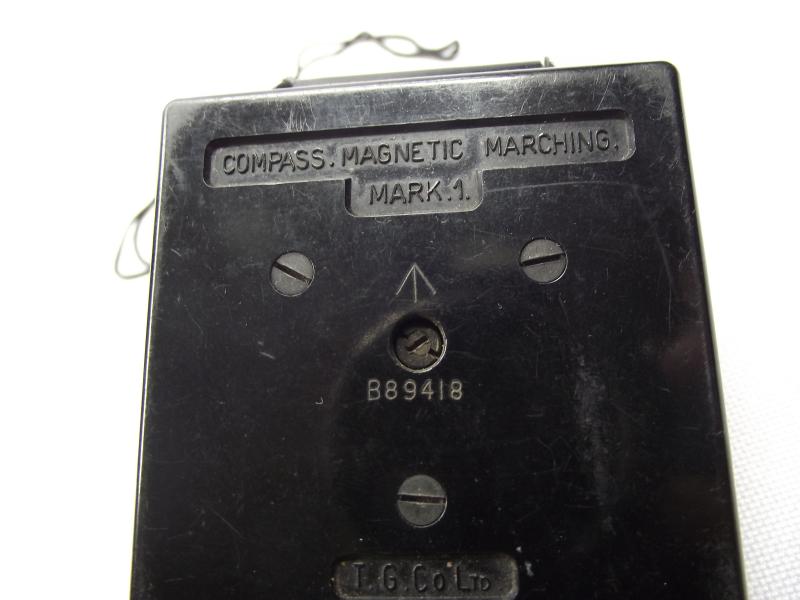 COMPASS. MAGNETIC MARCHING.
MARK.1.
B89418
T.G.Co LTD